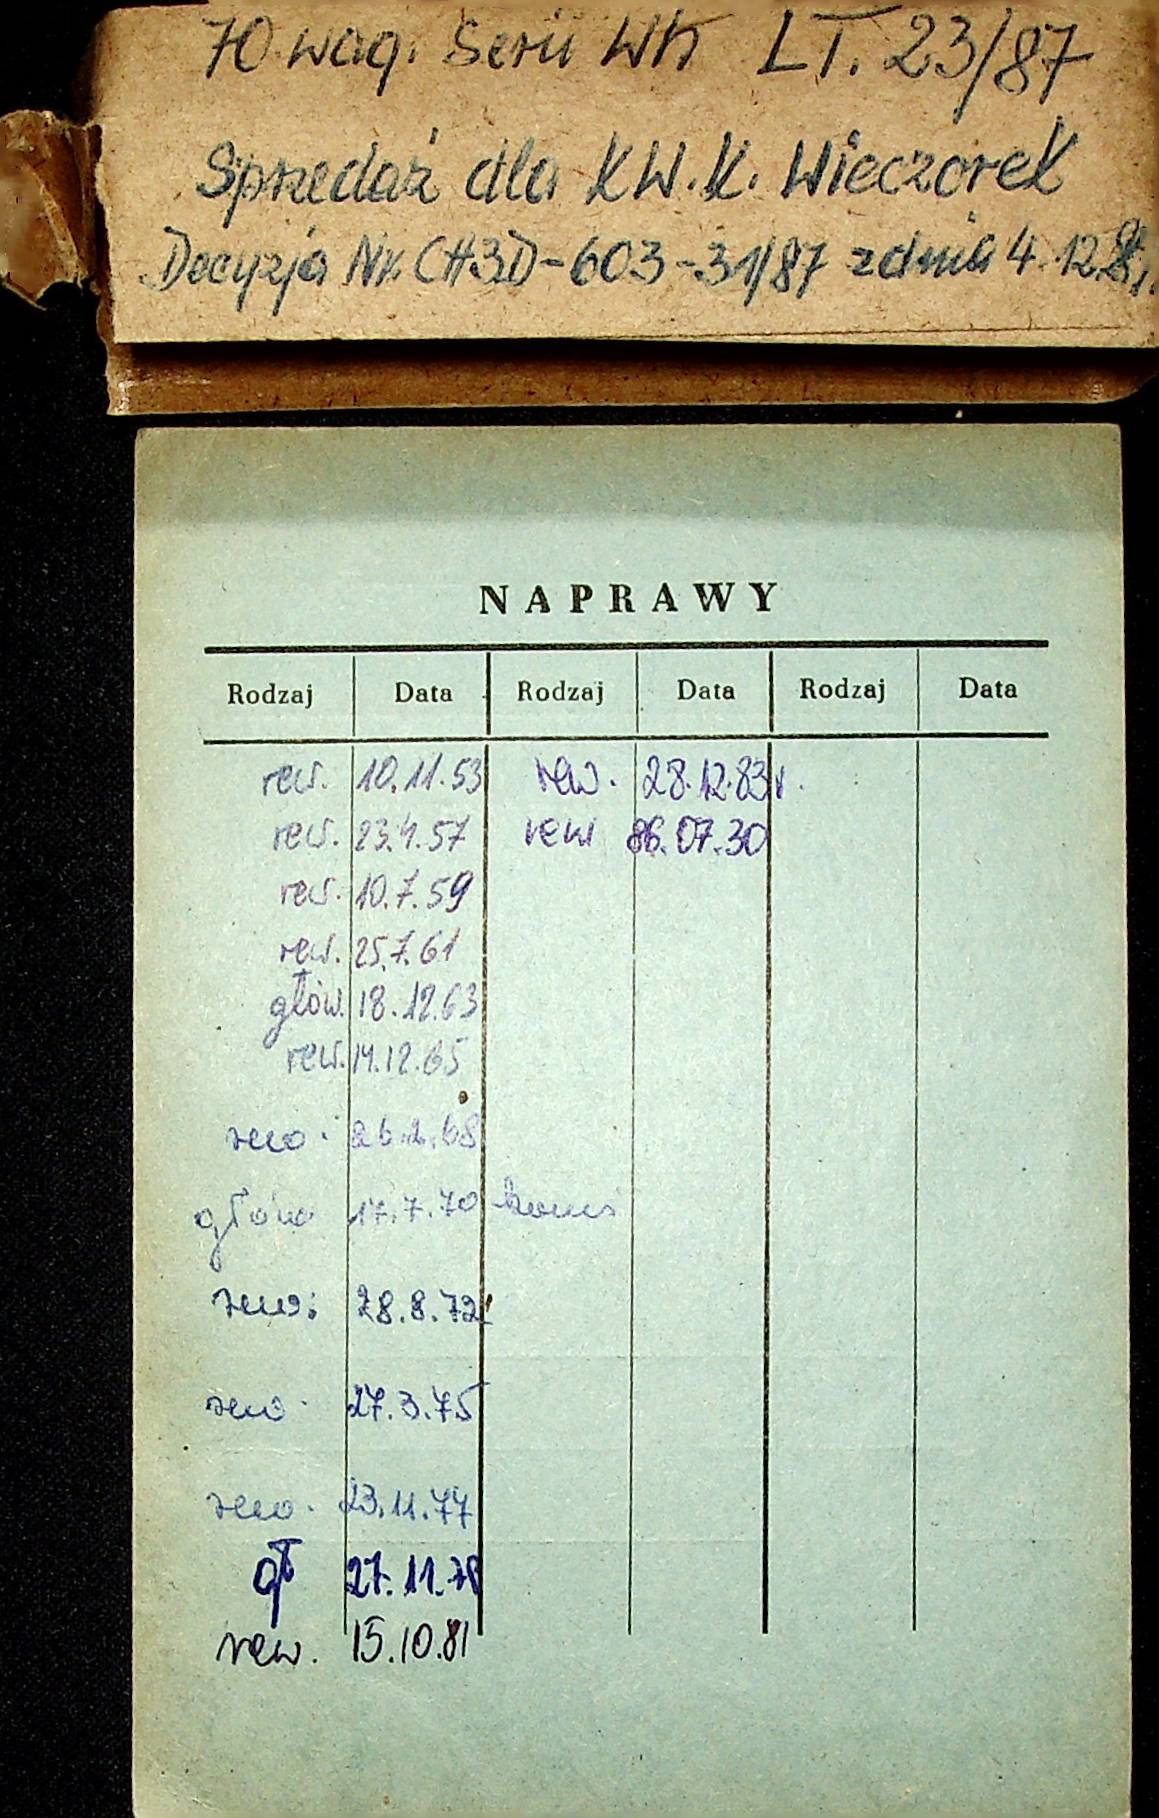 70 wag. Serii Wh LT. 23/87
Sprzedaż dla KW.K. Wieczorek
Decyzja Nr. CH3D-603-31/87 z dnia 4.12.
NAPRAWY
Rodzaj Data Rodzaj Data Rodzaj Data
rew. 10.11.53 rew. 28.12.83r.
rew. 23.4.57 rew 86.07.30
rew. 10.7.59
rew. 25.7.61
głów. 18.12.63
rew. 14.12.65
rew. 26.2.68
główn 17.7.70
rew. 28.8.72
rew. 27.3.75
rew. 23.11.77
gł 27.11.78
rew. 15.10.81